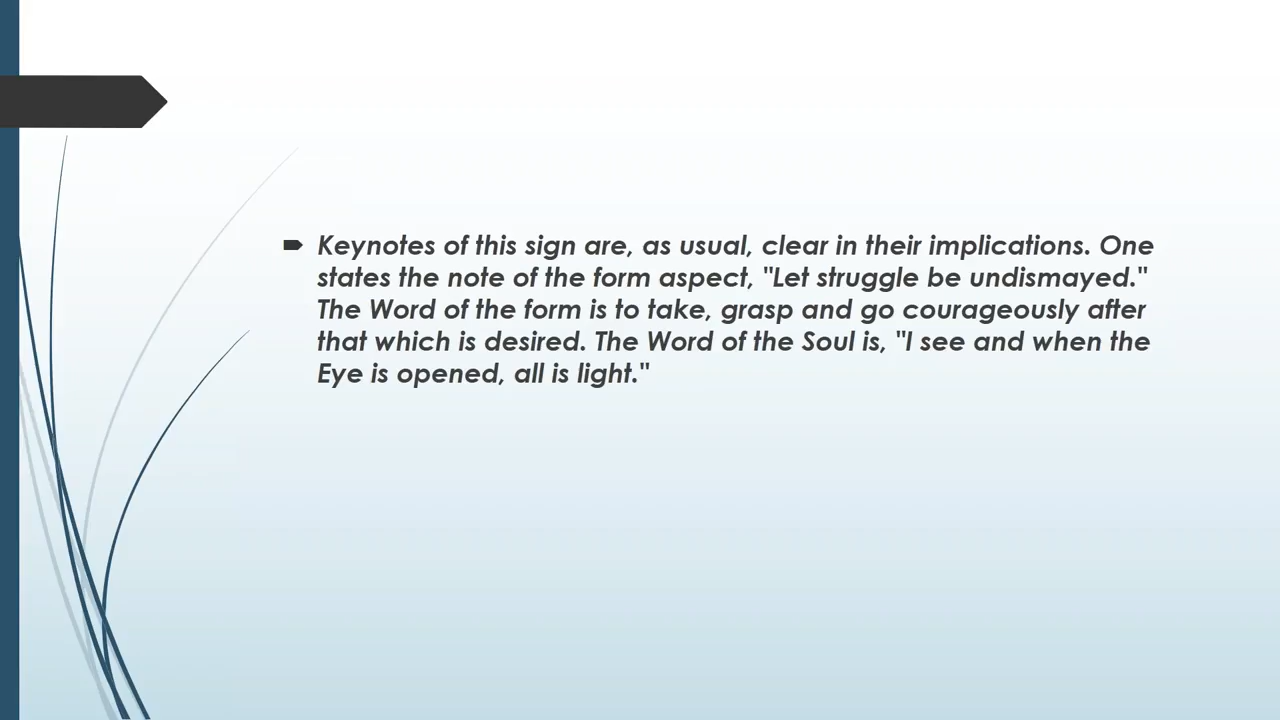 Keynotes of this sign are, as usual, clear in their implications. One
states the note of the form aspect, "Let struggle be undismayed."
The Word of the form is to take, grasp and go courageously after
that which is desired. The Word of the Soul is, "I see and when the
Eye is opened, all is light."